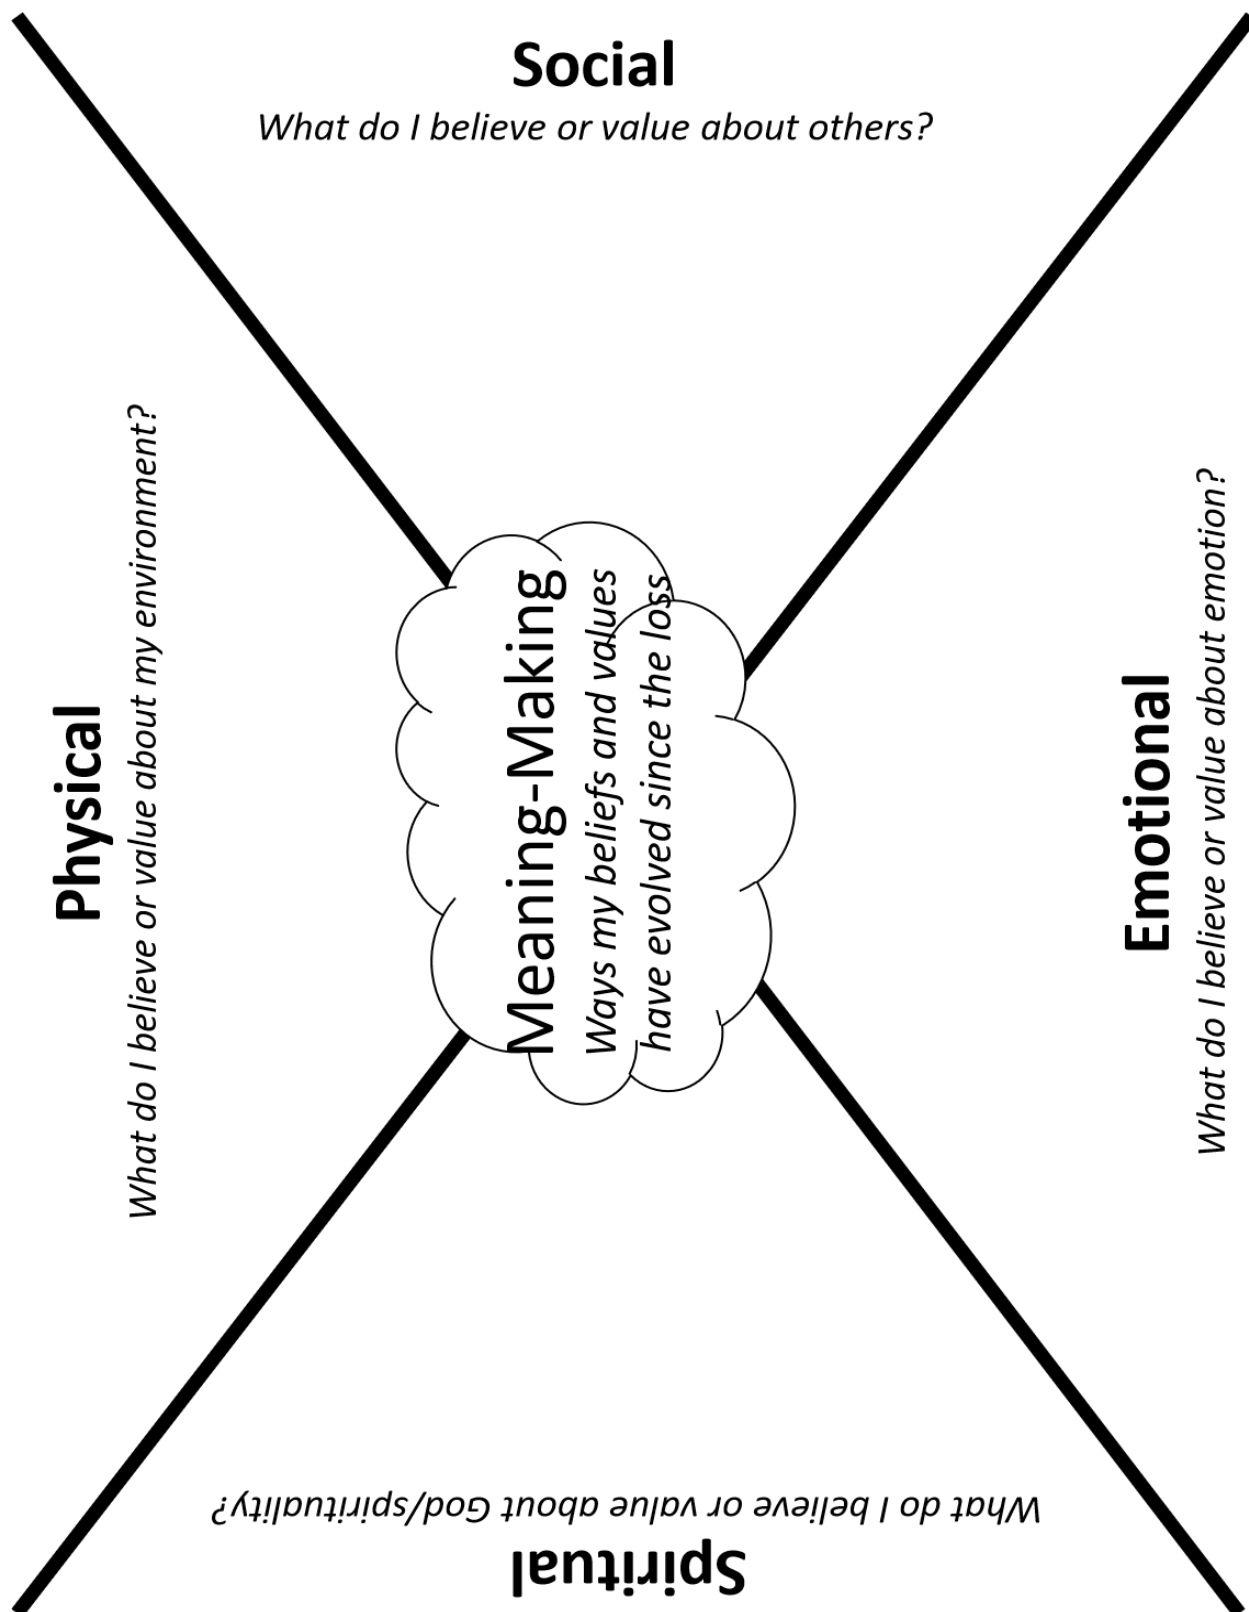 Social
What do I believe or value about others?
Physical
What do I believe or value about my environment?
Meaning-Making
Ways my beliefs and values
have evolved since the loss
Emotional
What do I believe or value about emotion?
Spiritual
What do I believe or value about God/spirituality?